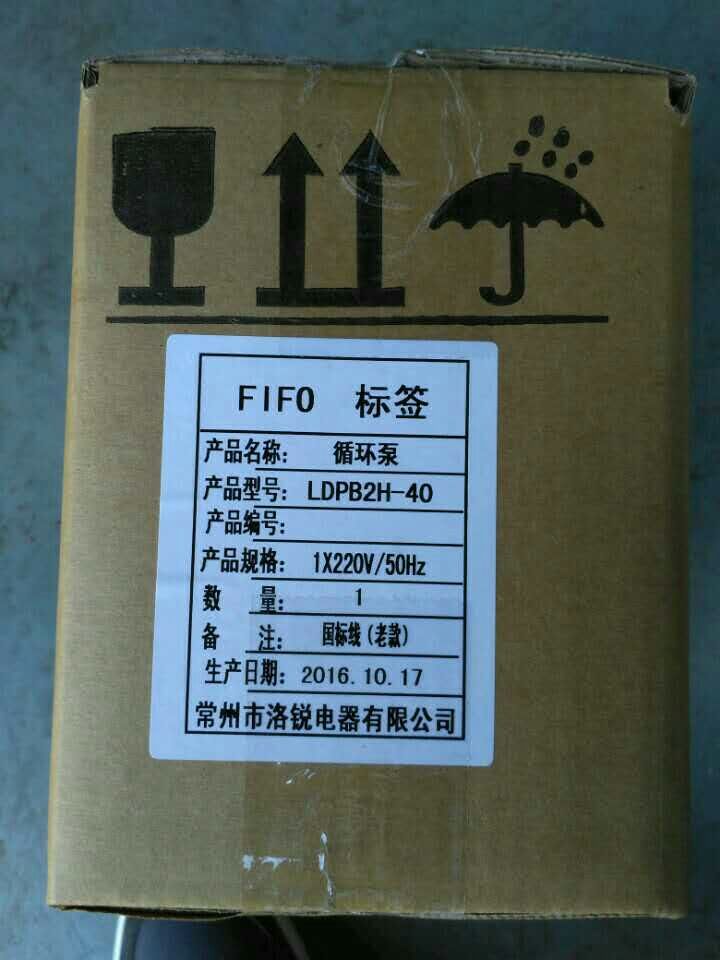 FIFO 标签
产品名称: 循环泵
产品型号: LDPB2H-40
产品编号:
产品规格: 1X220V/50Hz
数 量: 1
备 注: 国标线(老款)
生产日期: 2016.10.17
常州市洛锐电器有限公司